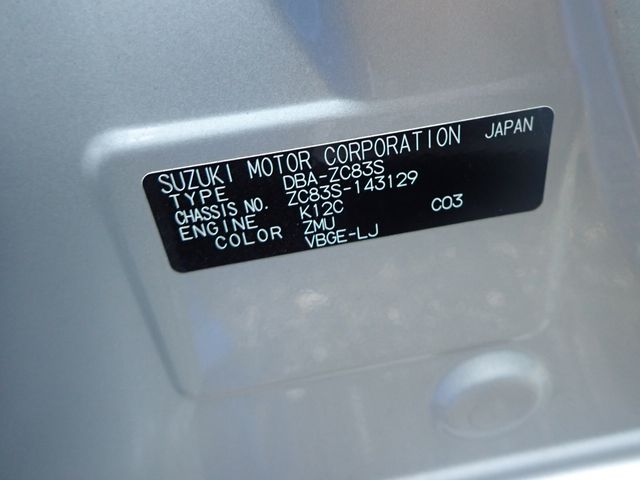 SUZUKI MOTOR CORPORATION JAPAN
TYPE DBA-ZC83S
CHASSIS NO. ZC83S-143129
ENGINE K12C C03
COLOR ZMU
VBGE-LJ